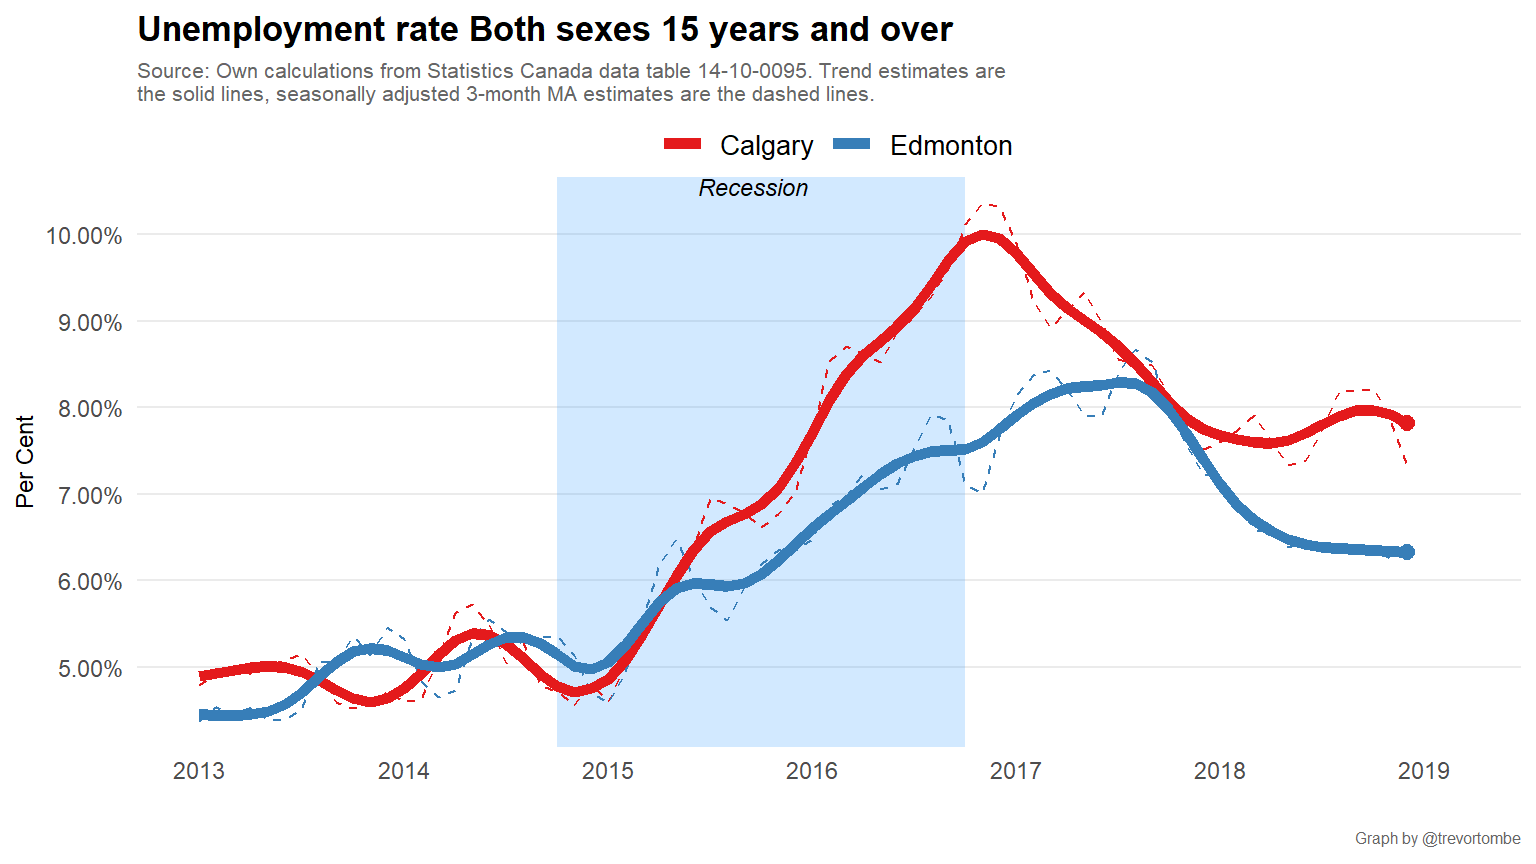 Unemployment rate Both sexes 15 years and over
Source: Own calculations from Statistics Canada data table 14-10-0095. Trend estimates are
the solid lines, seasonally adjusted 3-month MA estimates are the dashed lines.
Calgary Edmonton
Recession
10.00%
9.00%
8.00%
7.00%
6.00%
5.00%
Per Cent
2013 2014 2015 2016 2017 2018 2019
Graph by @trevortombe